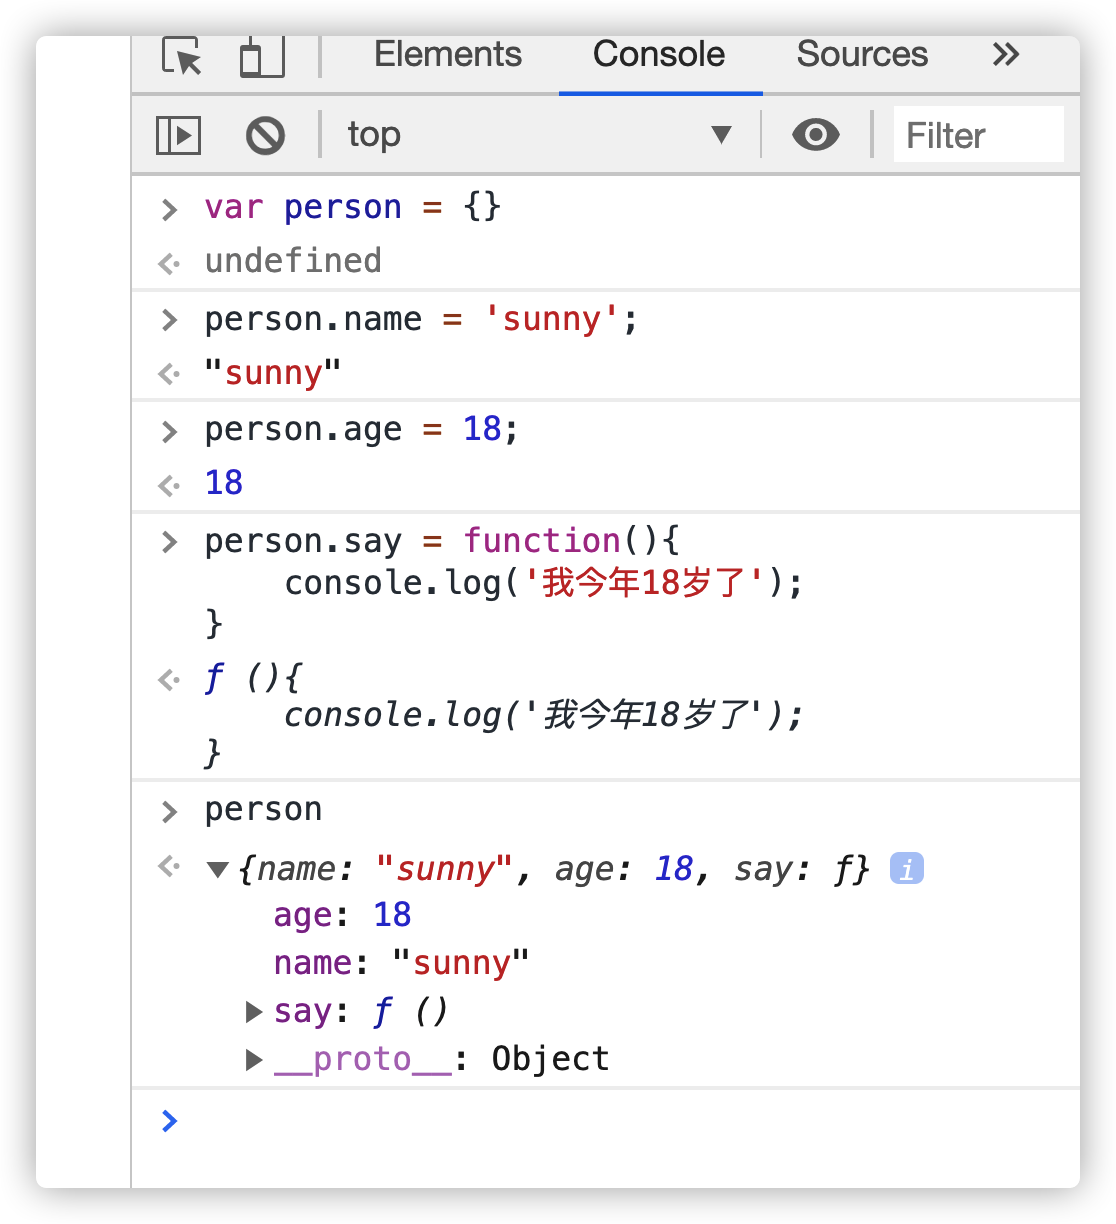 Elements Console Sources »
top ▼ Filter
> var person = {}
undefined
> person.name = 'sunny';
"sunny"
> person.age = 18;
18
> person.say = function(){
console.log('我今年18岁了');
}
ƒ (){
console.log('我今年18岁了');
}
> person
▼{name: "sunny", age: 18, say: ƒ} i
age: 18
name: "sunny"
▶say: ƒ ()
▶__proto__: Object
>